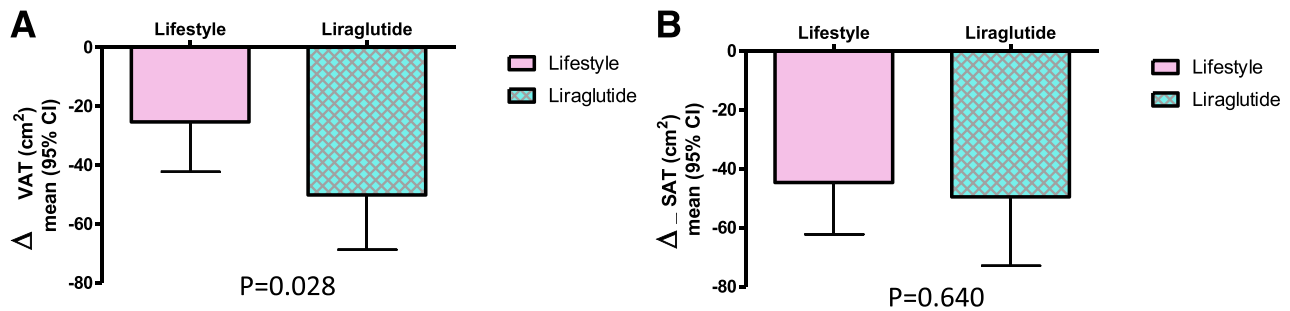 A
Lifestyle
Liraglutide
0
-20
-40
-60
-80
Δ VAT (cm²)
mean (95% CI)
P=0.028
Lifestyle
Liraglutide
B
Lifestyle
Liraglutide
0
-20
-40
-60
-80
Δ _ SAT (cm²)
mean (95% CI)
P=0.640
Lifestyle
Liraglutide